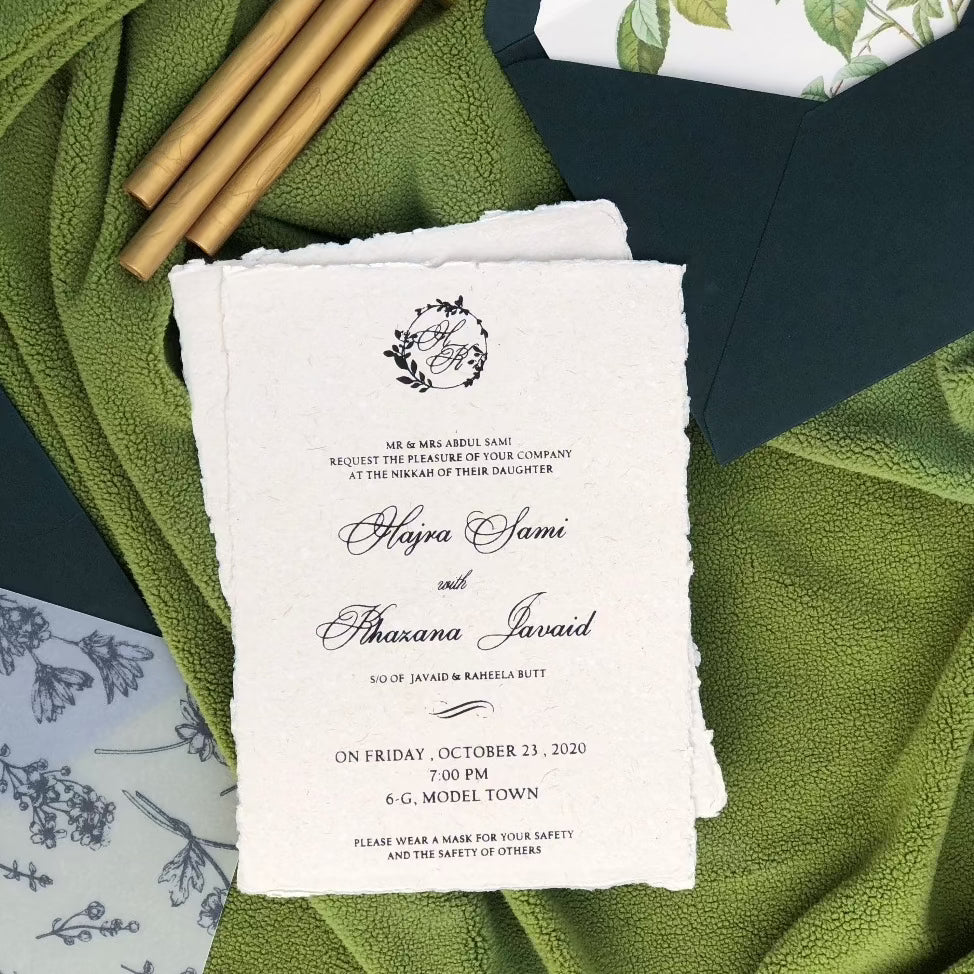 H
K
MR & MRS ABDUL SAMI
REQUEST THE PLEASURE OF YOUR COMPANY
AT THE NIKKAH OF THEIR DAUGHTER
Hajra Sami
with
Khazana Javaid
S/O OF JAVAID & RAHEELA BUTT
ON FRIDAY , OCTOBER 23 , 2020
7:00 PM
6-G, MODEL TOWN
PLEASE WEAR A MASK FOR YOUR SAFETY
AND THE SAFETY OF OTHERS